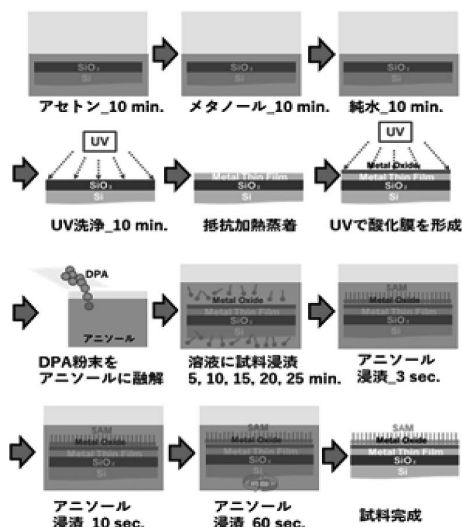 SiO₂
Si
アセトン_10 min.
SiO₂
Si
メタノール_10 min.
SiO₂
Si
純水_10 min.
UV
SiO₂
Si
UV洗浄_10 min.
Metal Thin Film
SiO₂
Si
抵抗加熱蒸着
UV
Metal Oxide
Metal Thin Film
SiO₂
Si
UVで酸化膜を形成
DPA
アニソール
DPA粉末を
アニソールに融解
Metal Oxide
Metal Thin Film
SiO₂
Si
溶液に試料浸漬
5, 10, 15, 20, 25 min.
SAM
Metal Oxide
Metal Thin Film
SiO₂
Si
アニソール
浸漬_3 sec.
SAM
Metal Oxide
Metal Thin Film
SiO₂
Si
アニソール
浸漬_10 sec.
SAM
Metal Oxide
Metal Thin Film
SiO₂
Si
アニソール
浸漬_60 sec.
SAM
Metal Oxide
Metal Thin Film
SiO₂
Si
試料完成